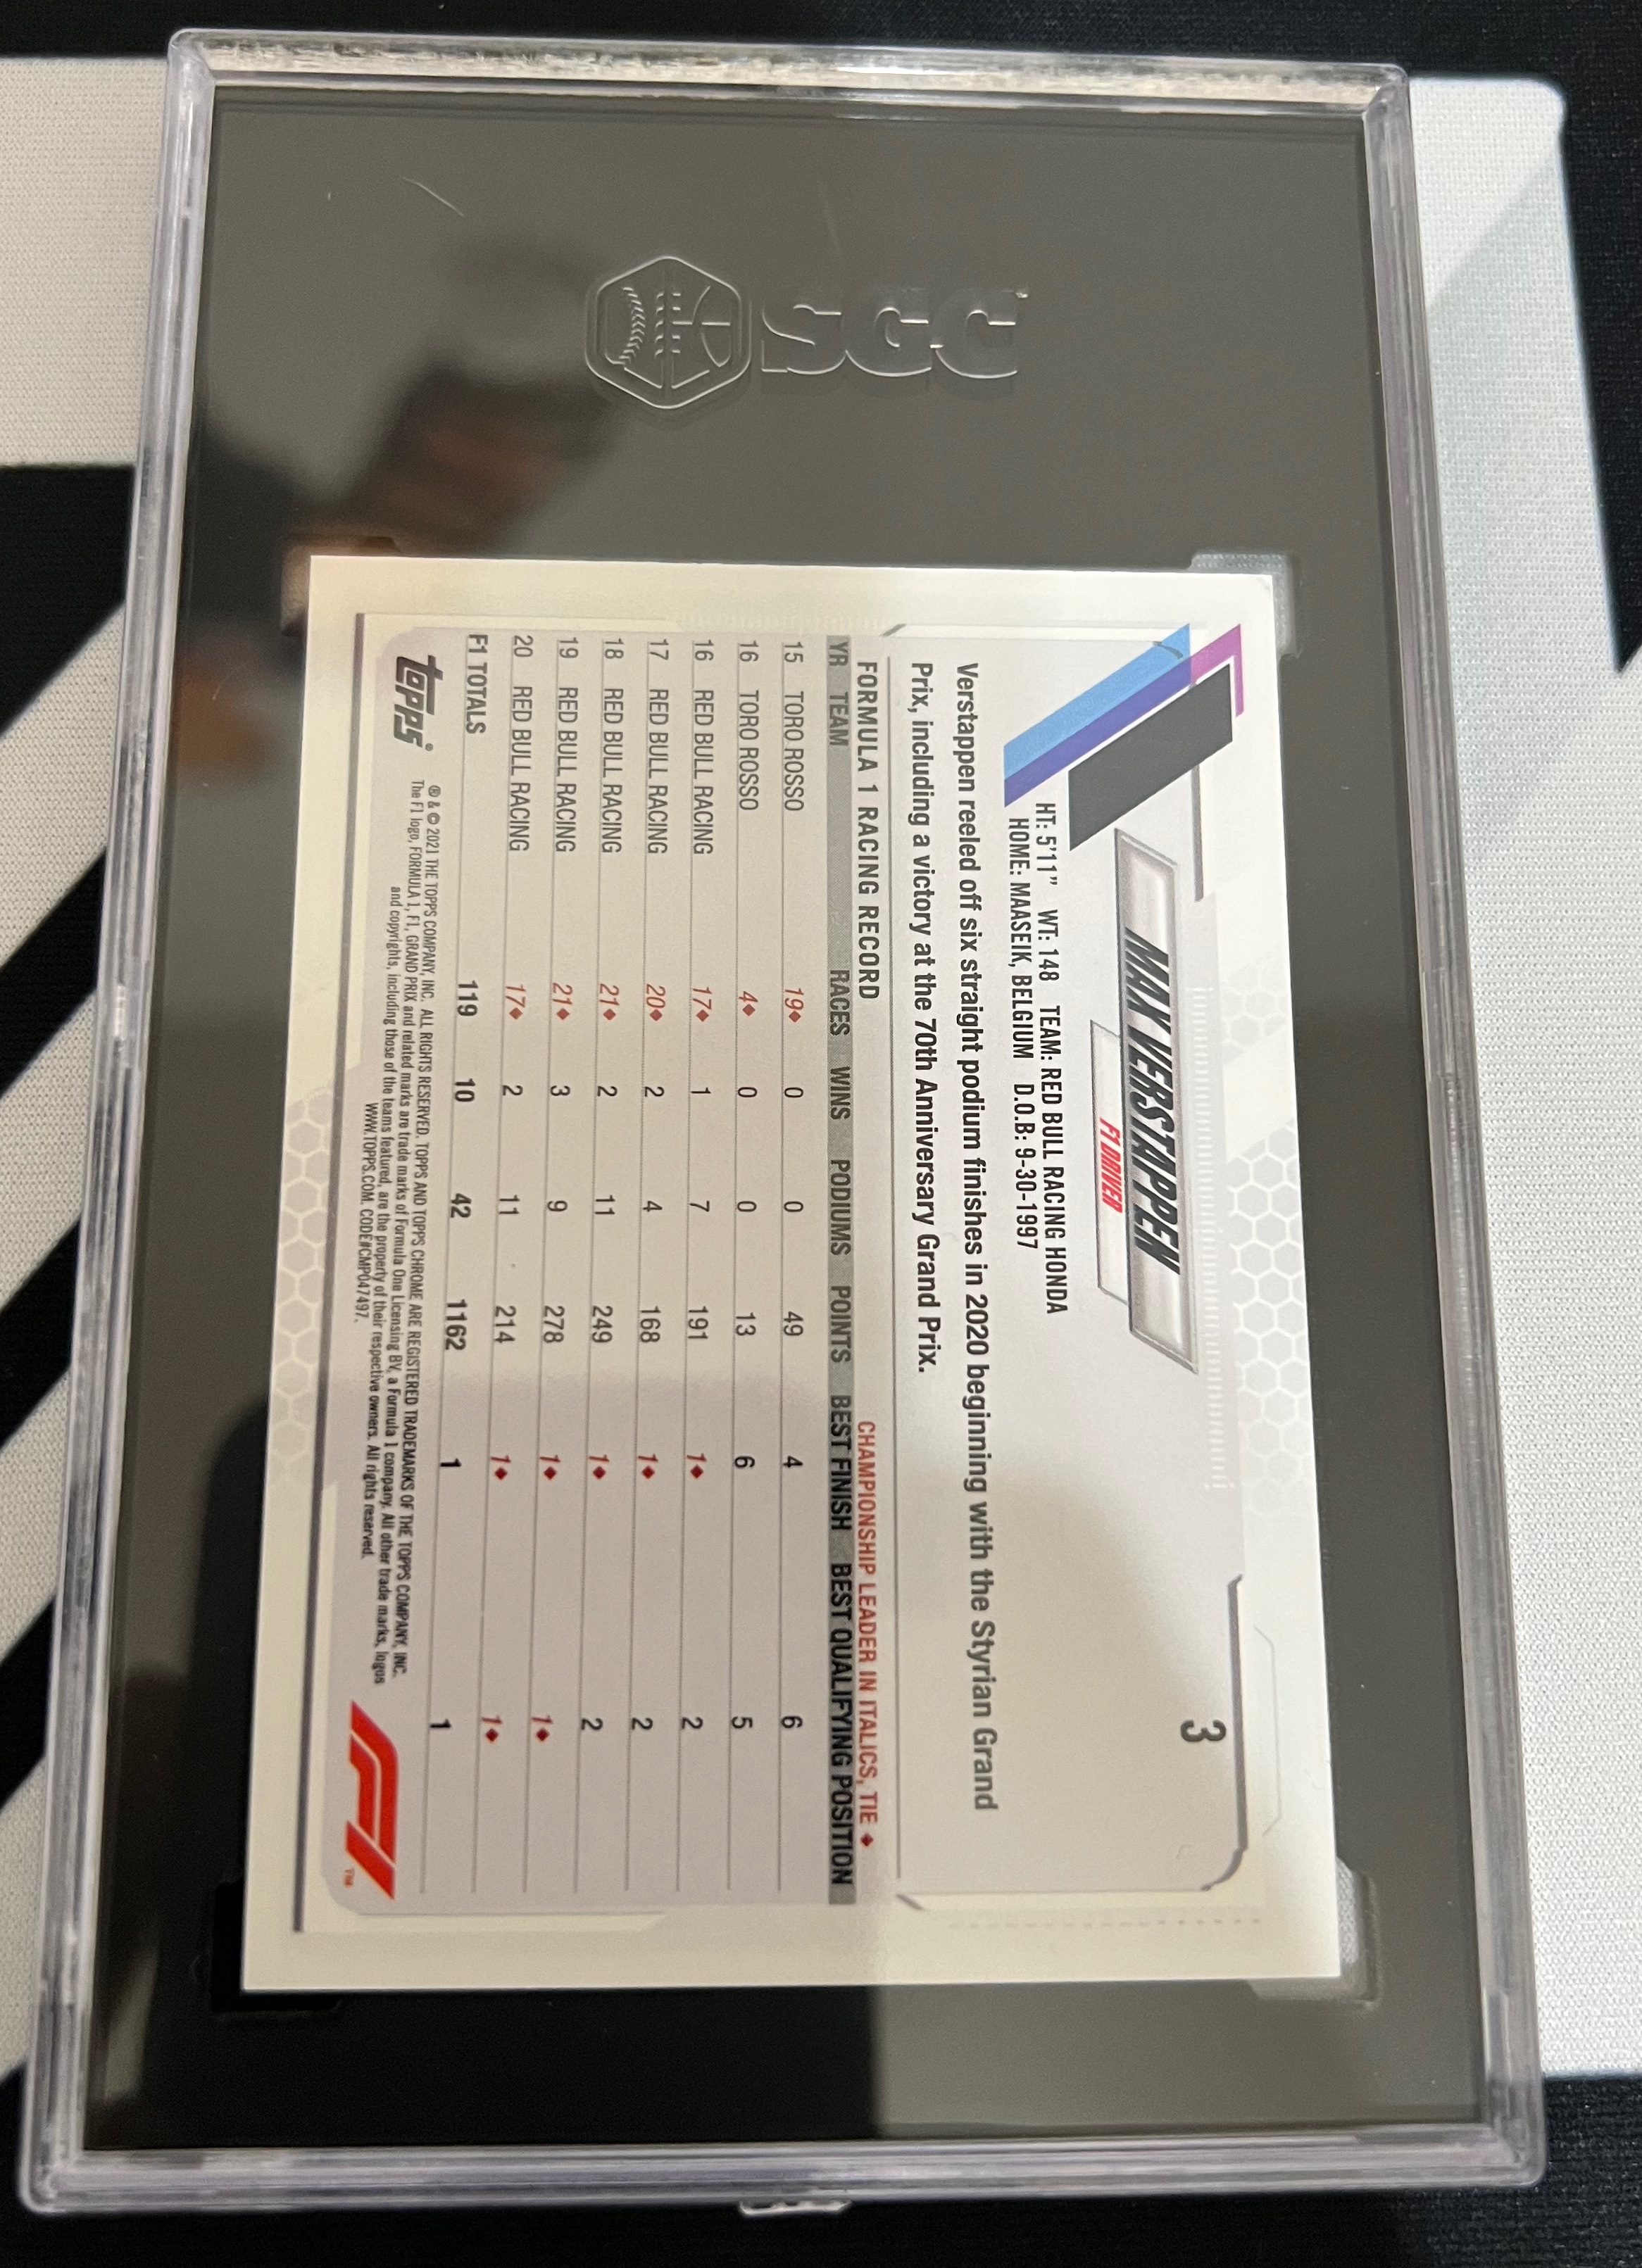 SGC
3
MAX VERSTAPPEN
F1 DRIVER
HT: 5'11" WT: 148 TEAM: RED BULL RACING HONDA
HOME: MAASEIK, BELGIUM D.O.B: 9-30-1997
Verstappen reeled off six straight podium finishes in 2020 beginning with the Styrian Grand
Prix, including a victory at the 70th Anniversary Grand Prix.
FORMULA 1 RACING RECORD CHAMPIONSHIP LEADER IN ITALICS, TIE ♦
YR TEAM RACES WINS PODIUMS POINTS BEST FINISH BEST QUALIFYING POSITION
15 TORO ROSSO 19♦ 0 0 49 4 6
16 TORO ROSSO 4♦ 0 0 13 6 5
16 RED BULL RACING 17♦ 1 7 191 1♦ 2
17 RED BULL RACING 20♦ 2 4 168 1♦ 2
18 RED BULL RACING 21♦ 2 11 249 1♦ 2
19 RED BULL RACING 21♦ 3 9 278 1♦ 1♦
20 RED BULL RACING 17♦ 2 11 214 1♦ 1♦
F1 TOTALS 119 10 42 1162 1 1
topps®
® & © 2021 THE TOPPS COMPANY, INC. ALL RIGHTS RESERVED. TOPPS AND TOPPS CHROME ARE REGISTERED TRADEMARKS OF THE TOPPS COMPANY, INC.
The F1 logo, FORMULA 1, F1, GRAND PRIX and related marks are trade marks of Formula One Licensing BV, a Formula 1 company. All other trade marks, logos
and copyrights, including those of the teams featured, are the property of their respective owners. All rights reserved.
WWW.TOPPS.COM. CODE#CMP047497.
F1™